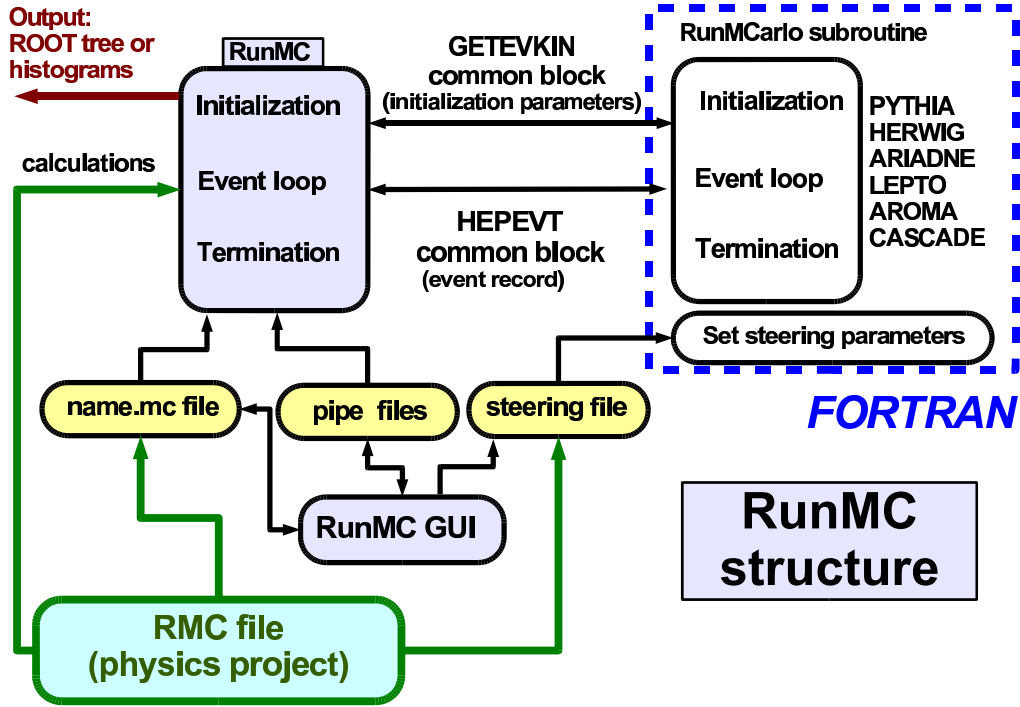 Output:
ROOT tree or
histograms
RunMC
Initialization
Event loop
Termination
calculations
GETEVKIN
common block
(initialization parameters)
HEPEVT
common block
(event record)
RunMCarlo subroutine
Initialization
Event loop
Termination
PYTHIA
HERWIG
ARIADNE
LEPTO
AROMA
CASCADE
Set steering parameters
FORTRAN
name.mc file
pipe files
steering file
RunMC GUI
RMC file
(physics project)
RunMC
structure